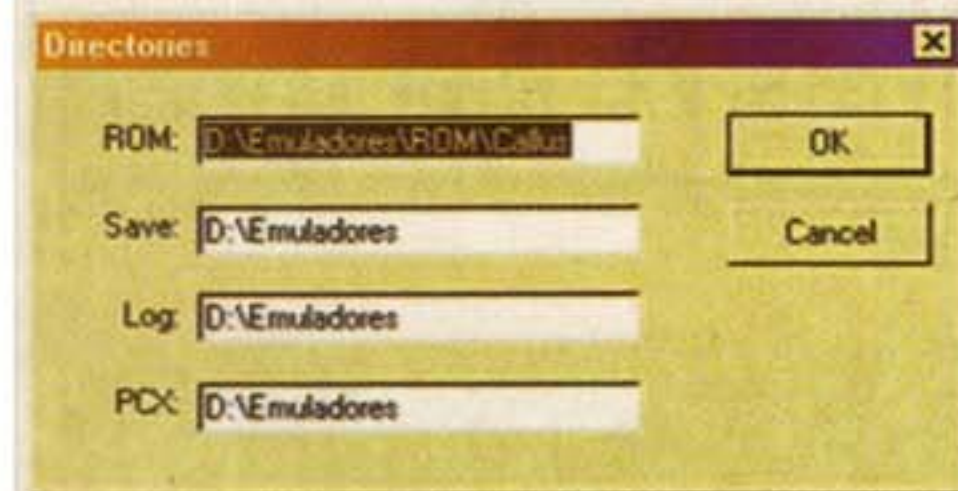 Directories
ROM: D:\Emuladores\ROM\Callus
OK
Save: D:\Emuladores
Cancel
Log: D:\Emuladores
PCX: D:\Emuladores